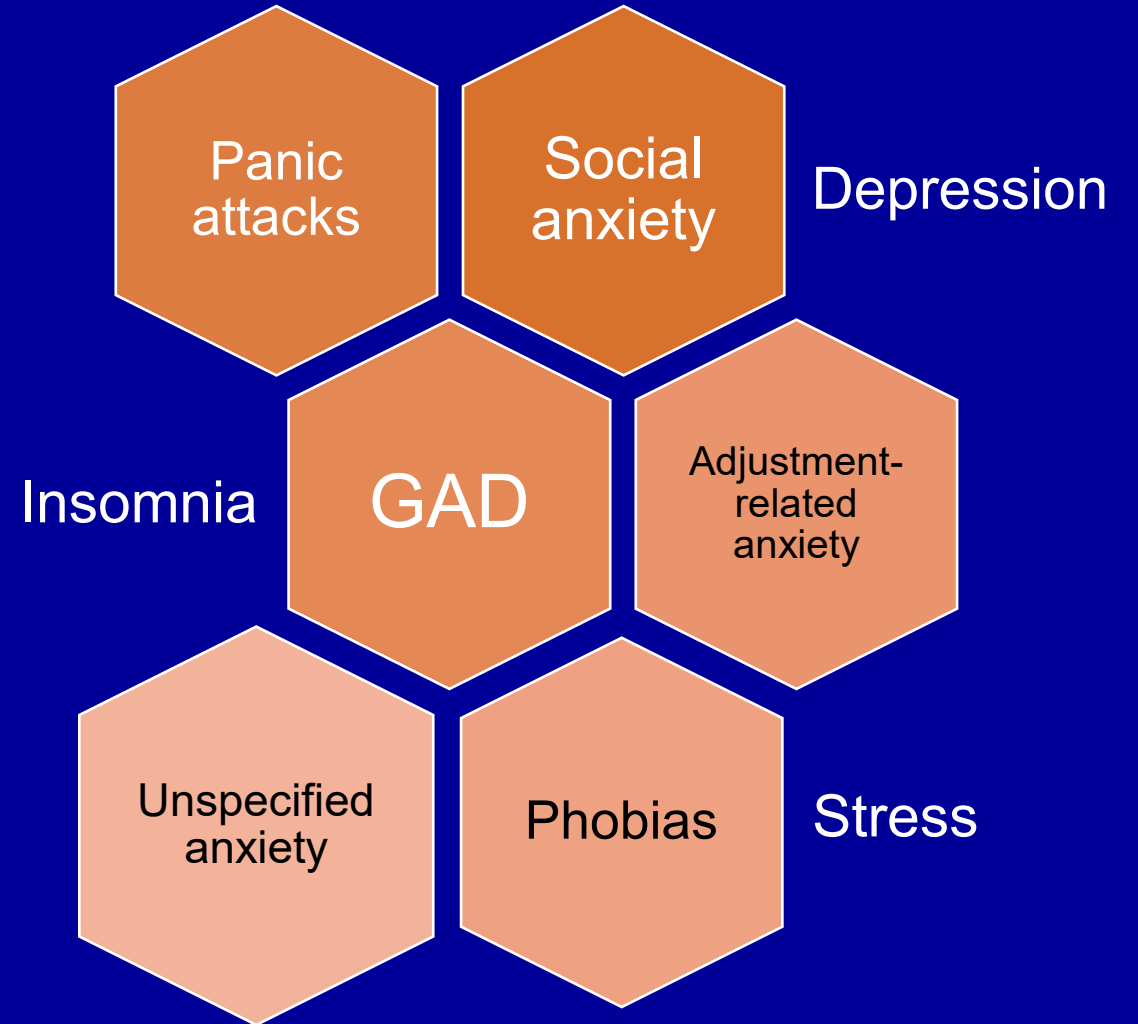 Panic
attacks
Social
anxiety
Depression
Insomnia
GAD
Adjustment-
related
anxiety
Unspecified
anxiety
Phobias
Stress